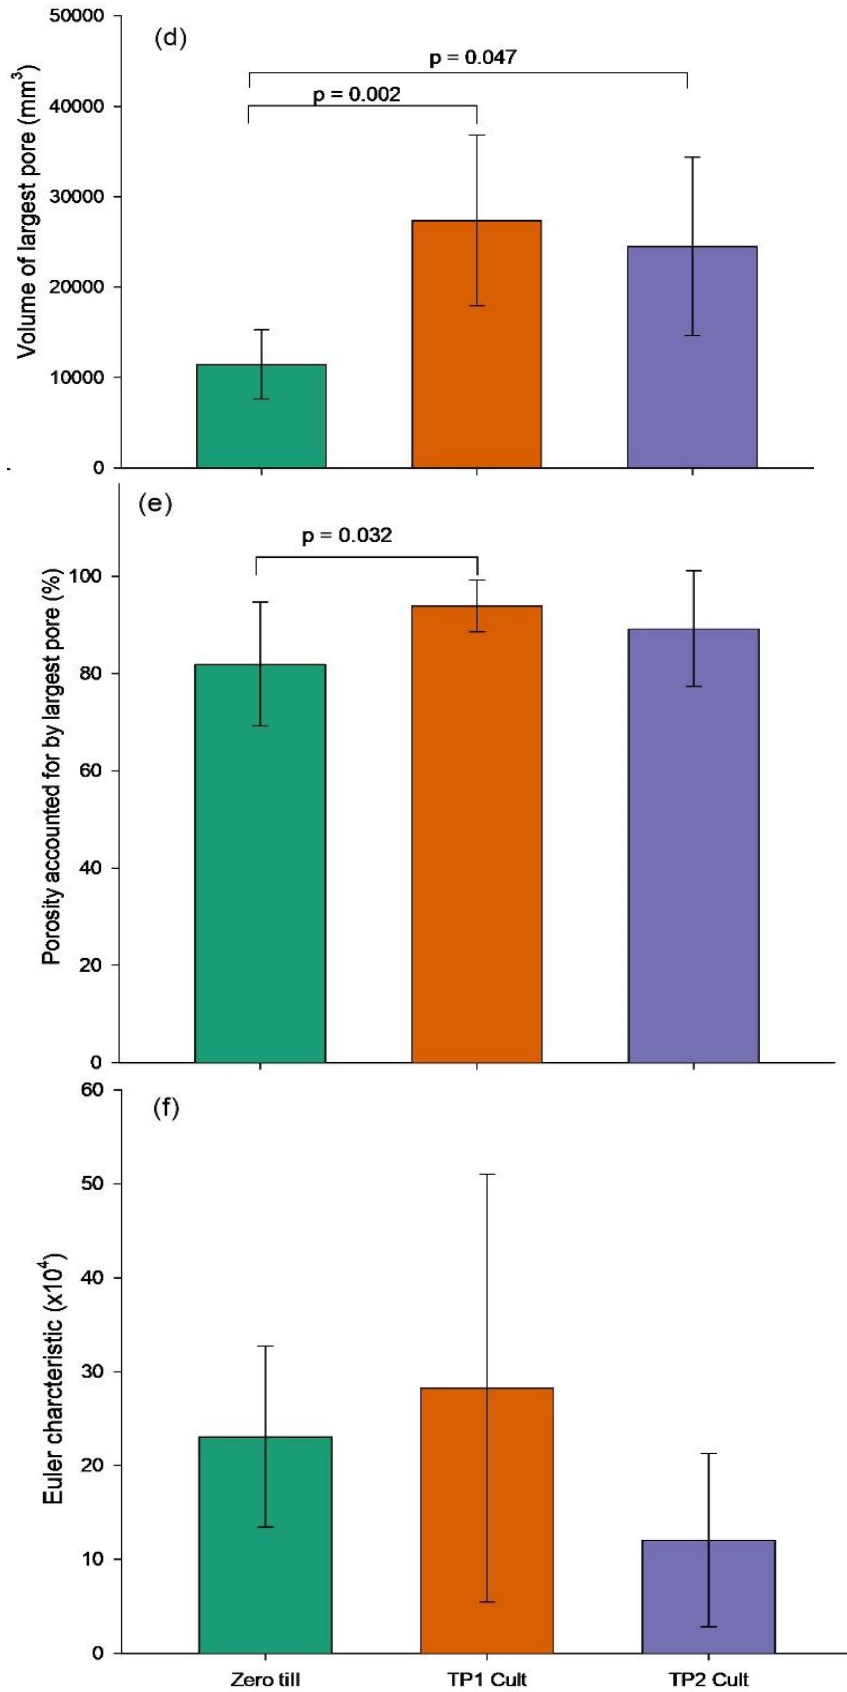 (d)
Volume of largest pore (mm³)
50000
40000
30000
20000
10000
0
p = 0.047
p = 0.002
(e)
Porosity accounted for by largest pore (%)
100
80
60
40
20
0
p = 0.032
(f)
Euler charcteristic (x10⁴)
60
50
40
30
20
10
0
Zero till
TP1 Cult
TP2 Cult